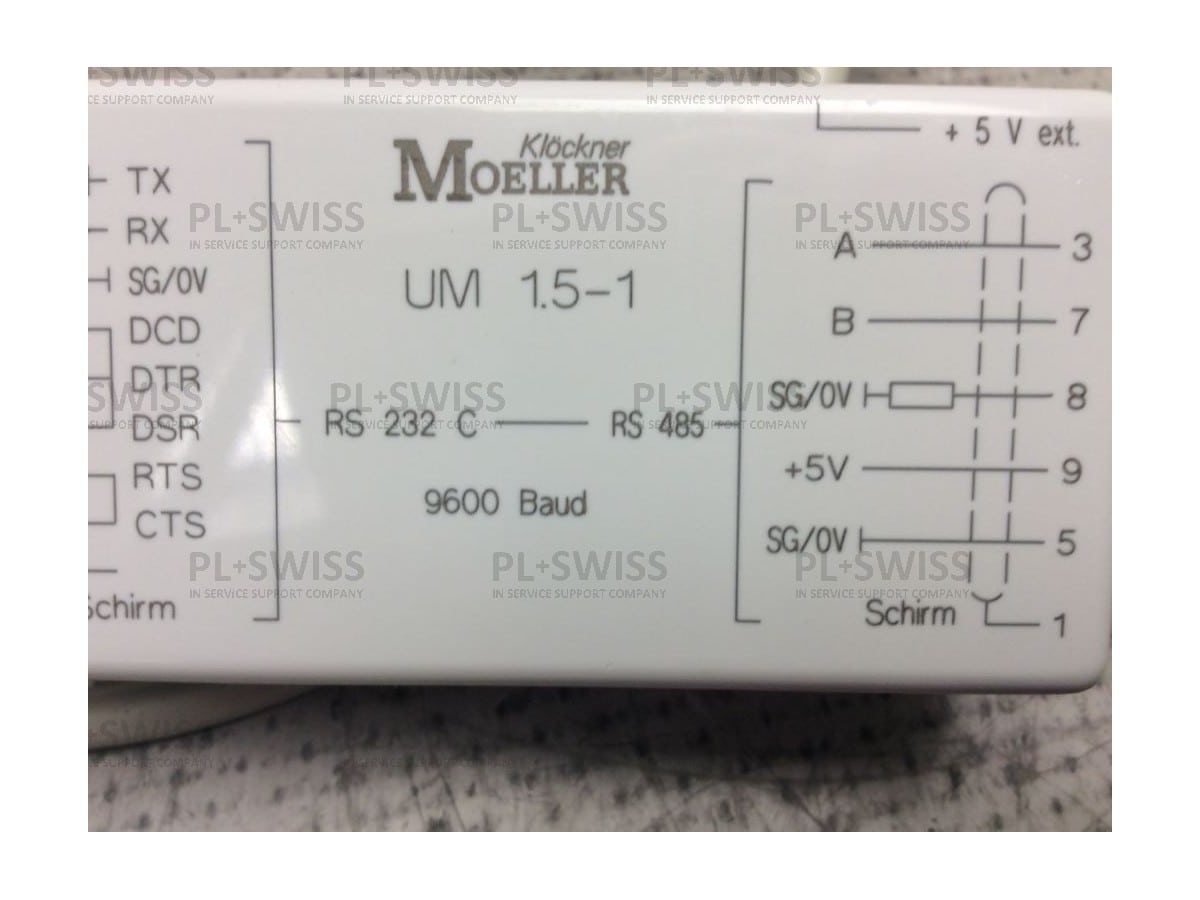 + 5 V ext.
Klöckner
MOELLER
UM 1.5-1
RS 232 C
RS 485
9600 Baud
TX
RX
SG/0V
DCD
DTR
DSR
RTS
CTS
Schirm
A 3
B 7
SG/0V 8
+5V 9
SG/0V 5
Schirm 1
PL+SWISS
IN SERVICE SUPPORT COMPANY